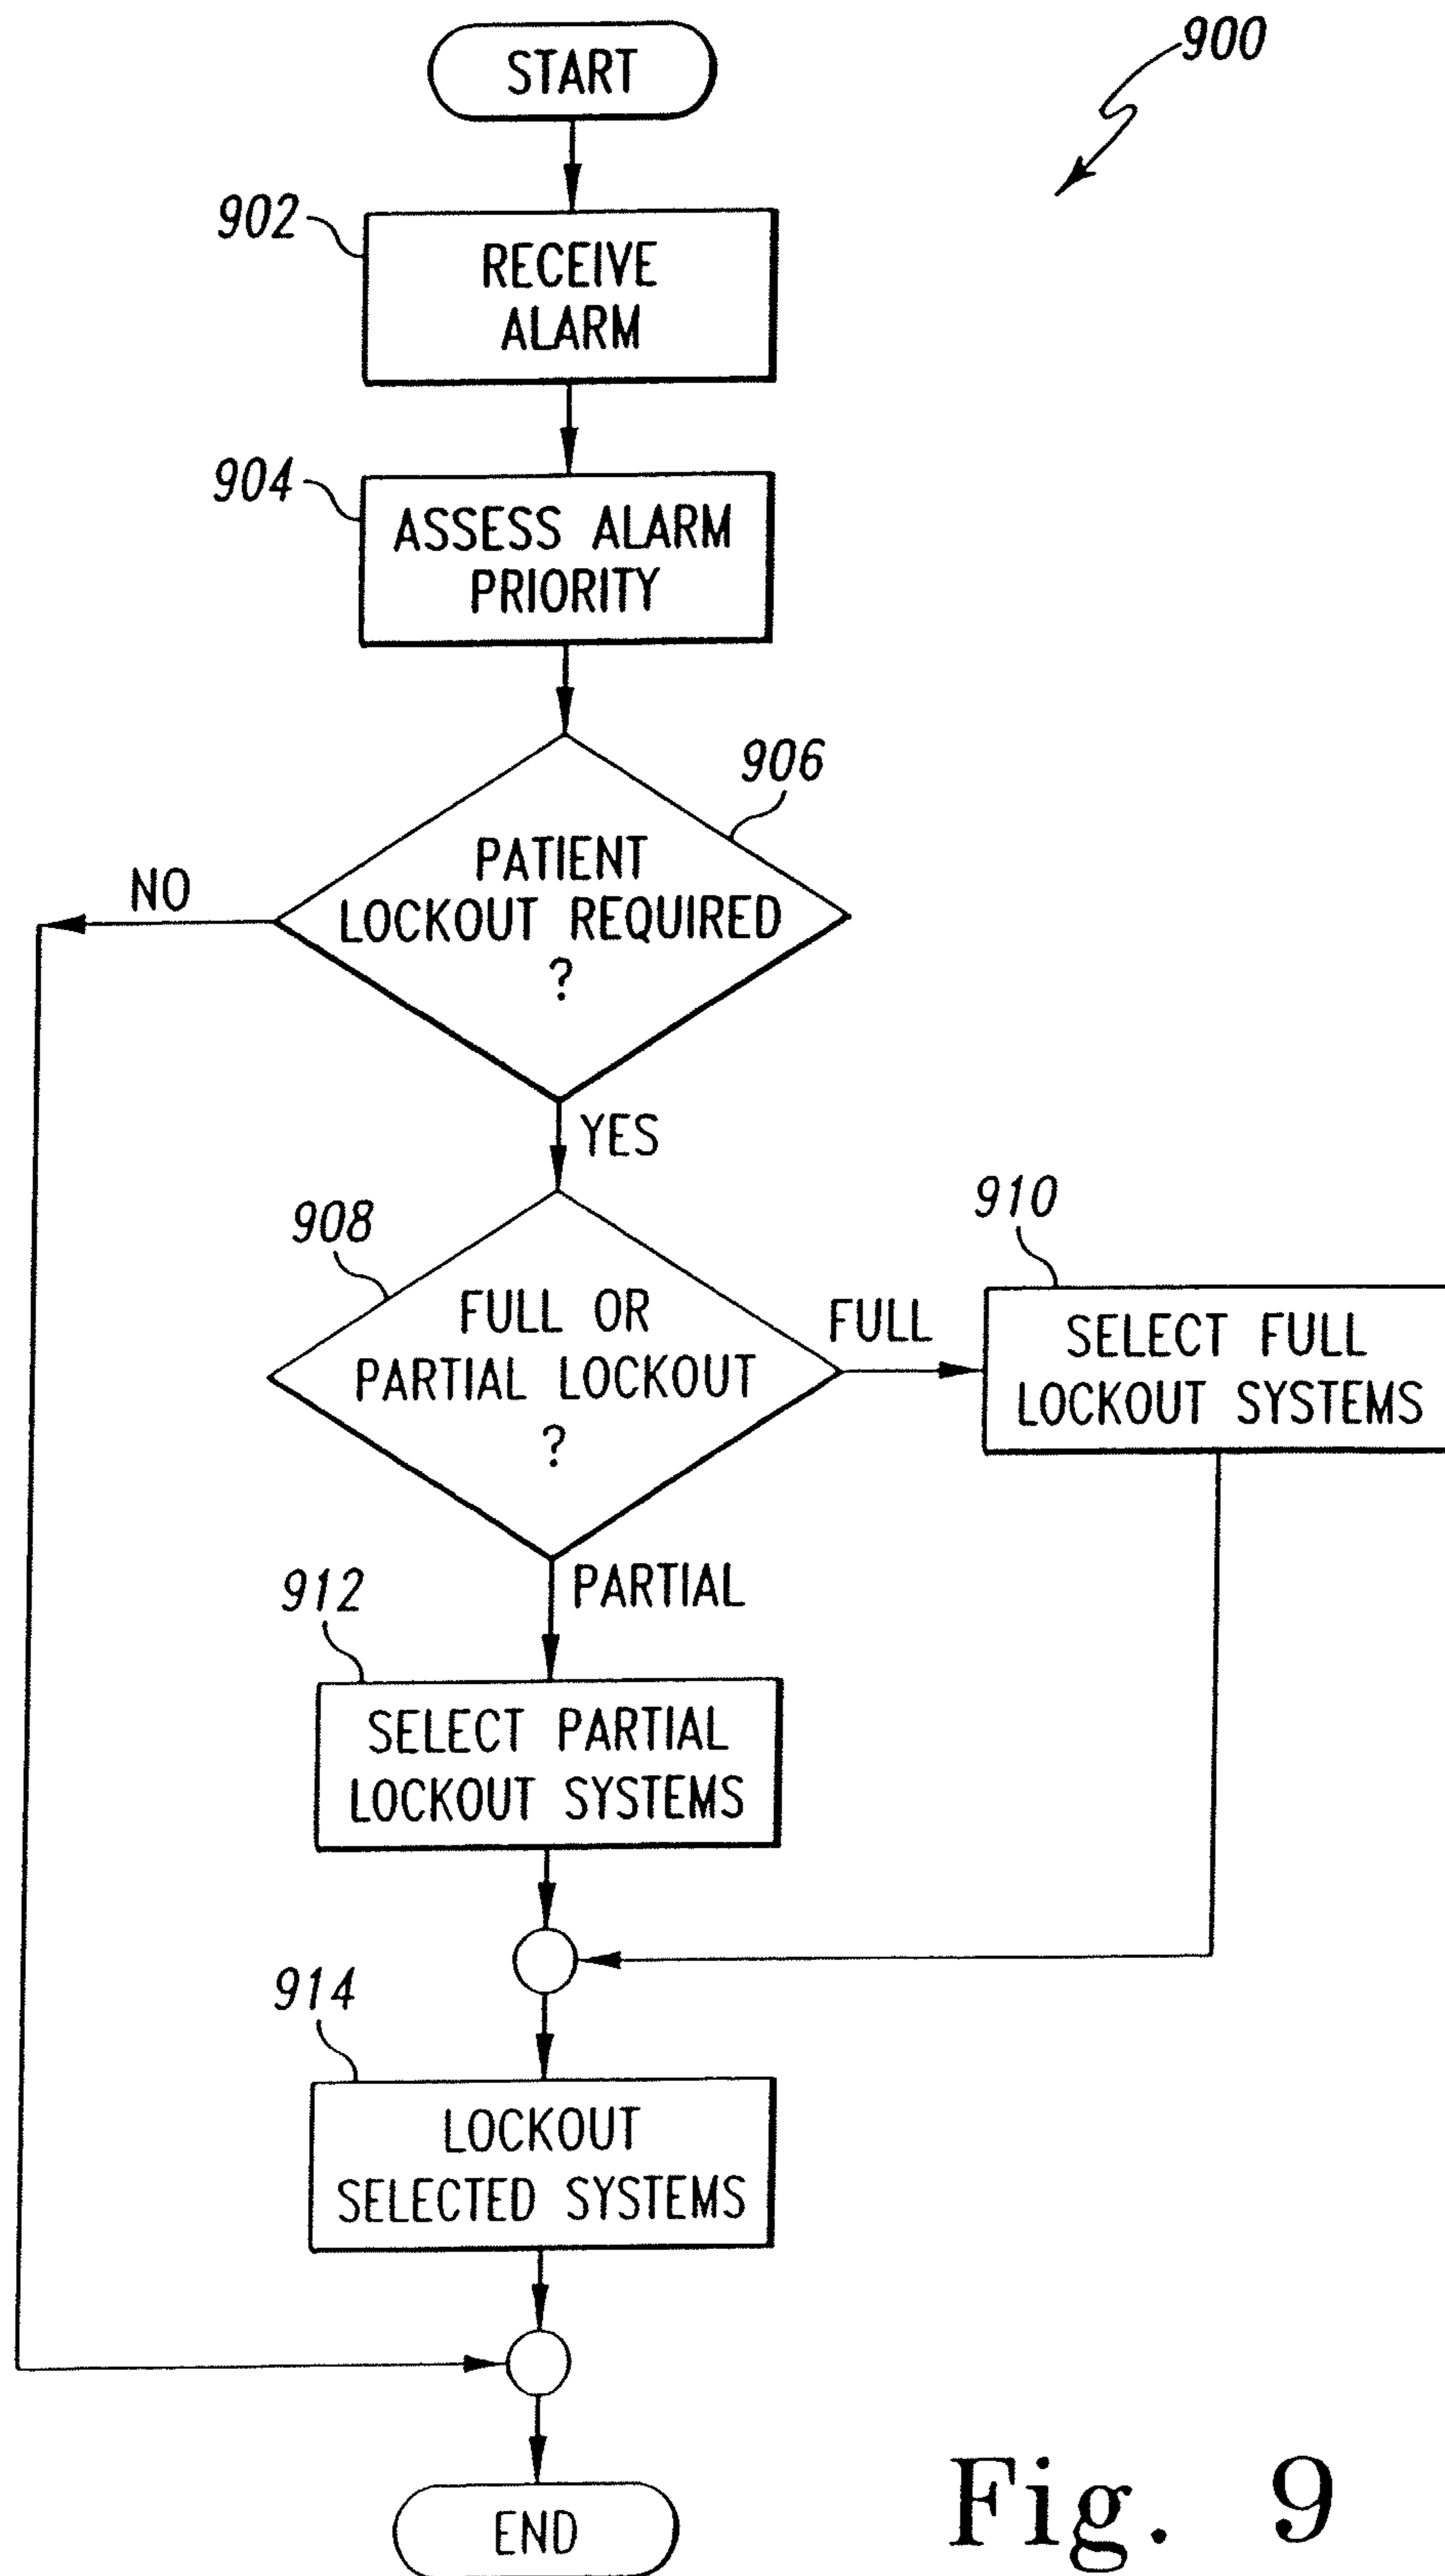 START
900
902
RECEIVE
ALARM
904
ASSESS ALARM
PRIORITY
906
PATIENT
LOCKOUT REQUIRED
?
NO
YES
908
FULL OR
PARTIAL LOCKOUT
?
FULL
910
SELECT FULL
LOCKOUT SYSTEMS
PARTIAL
912
SELECT PARTIAL
LOCKOUT SYSTEMS
914
LOCKOUT
SELECTED SYSTEMS
END
Fig. 9